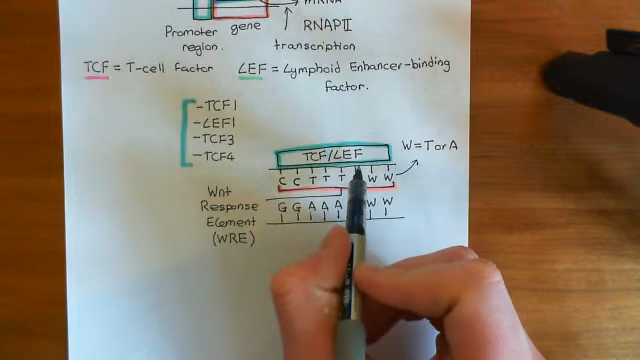 mRNA
Promoter gene
region.
RNAPII
transcription
TCF = T-cell factor
LEF = Lymphoid Enhancer-binding
factor.
-TCF1
-LEF1
-TCF3
-TCF4
TCF/LEF
W=T or A
C C T T T W W
Wnt
Response
Element
(WRE)
G G A A A W W